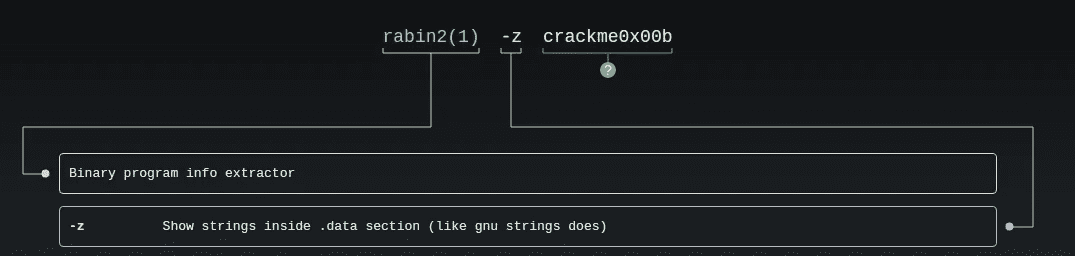 rabin2(1) -z crackme0x00b
?
Binary program info extractor
-z Show strings inside .data section (like gnu strings does)